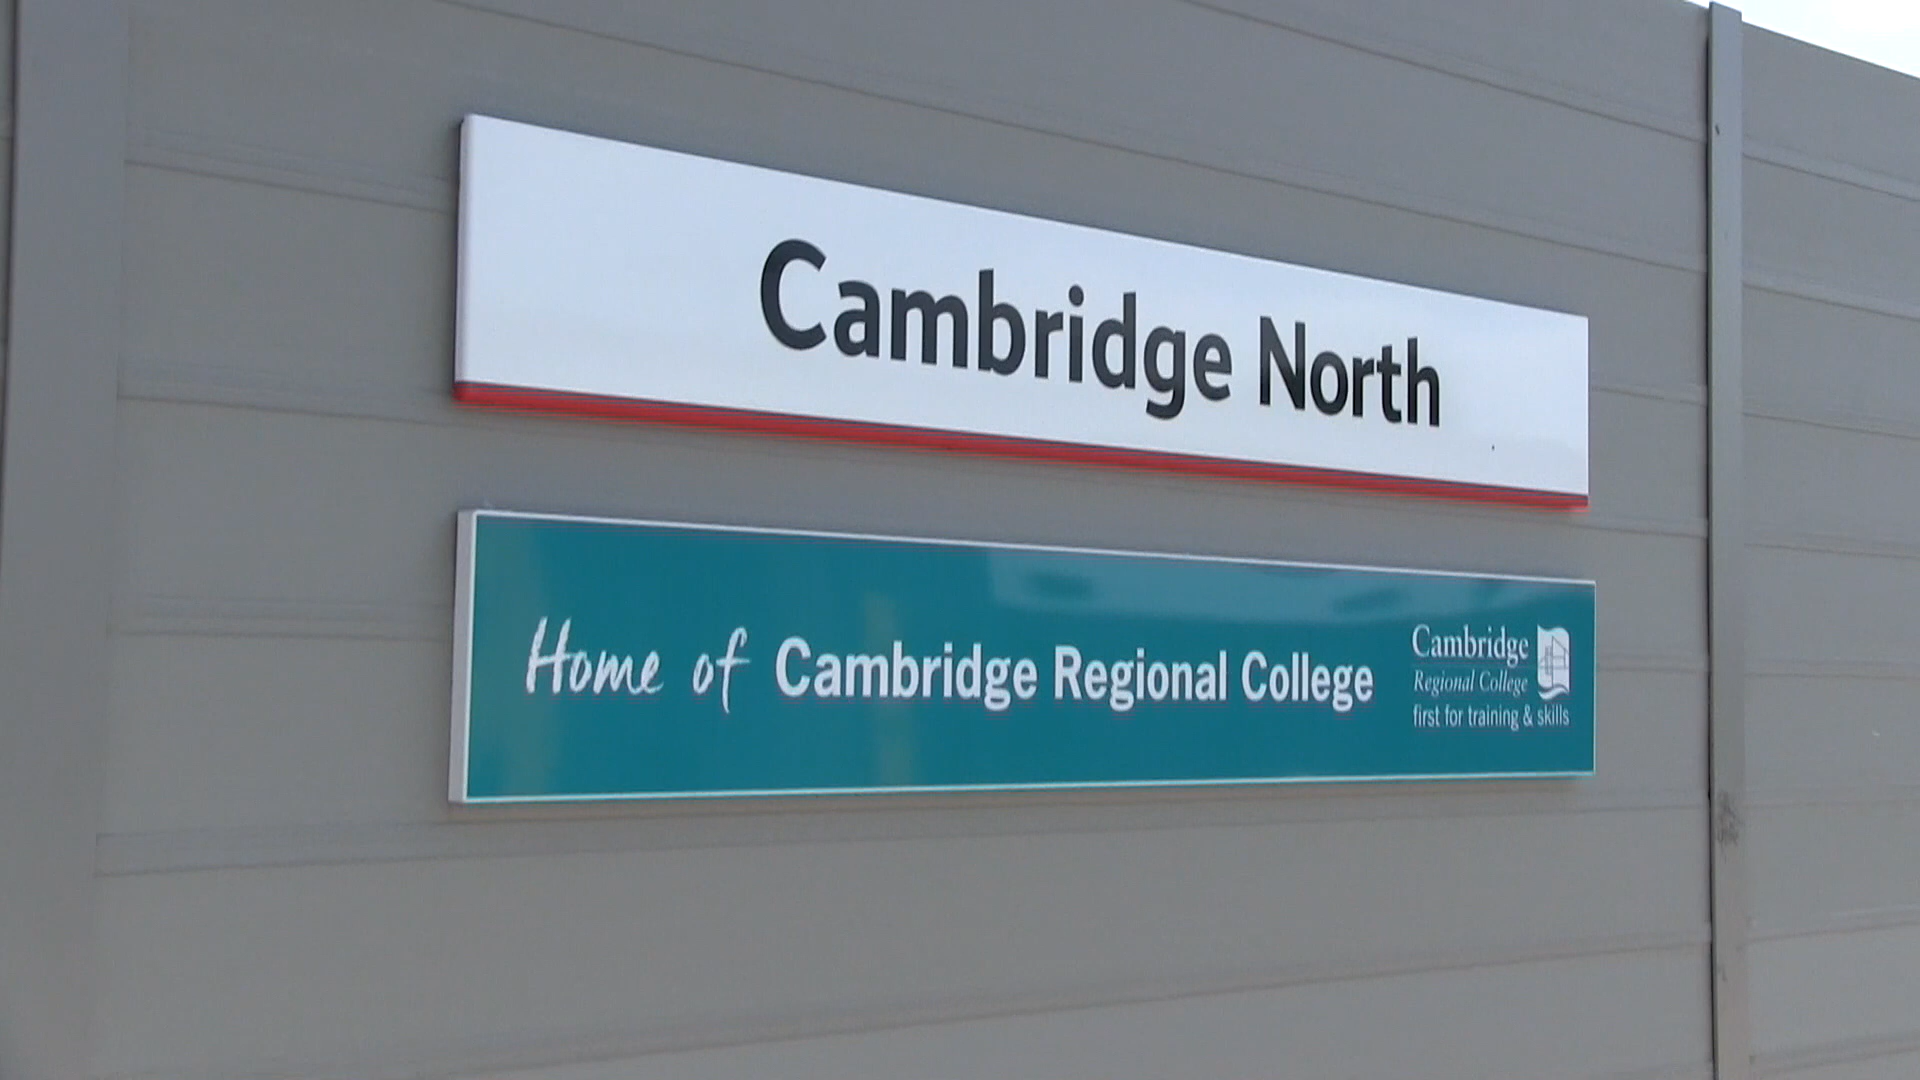 Cambridge North
Home of Cambridge Regional College
Cambridge
Regional College
first for training & skills